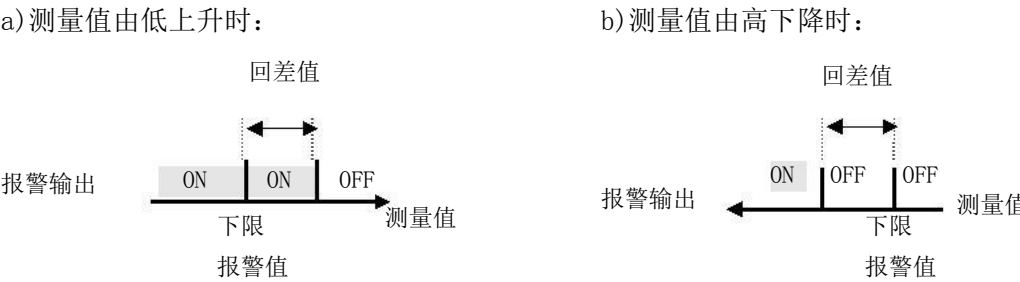 a)测量值由低上升时：
回差值
报警输出
ON
ON
OFF
测量值
下限
报警值
b)测量值由高下降时：
回差值
报警输出
ON
OFF
OFF
测量值
下限
报警值